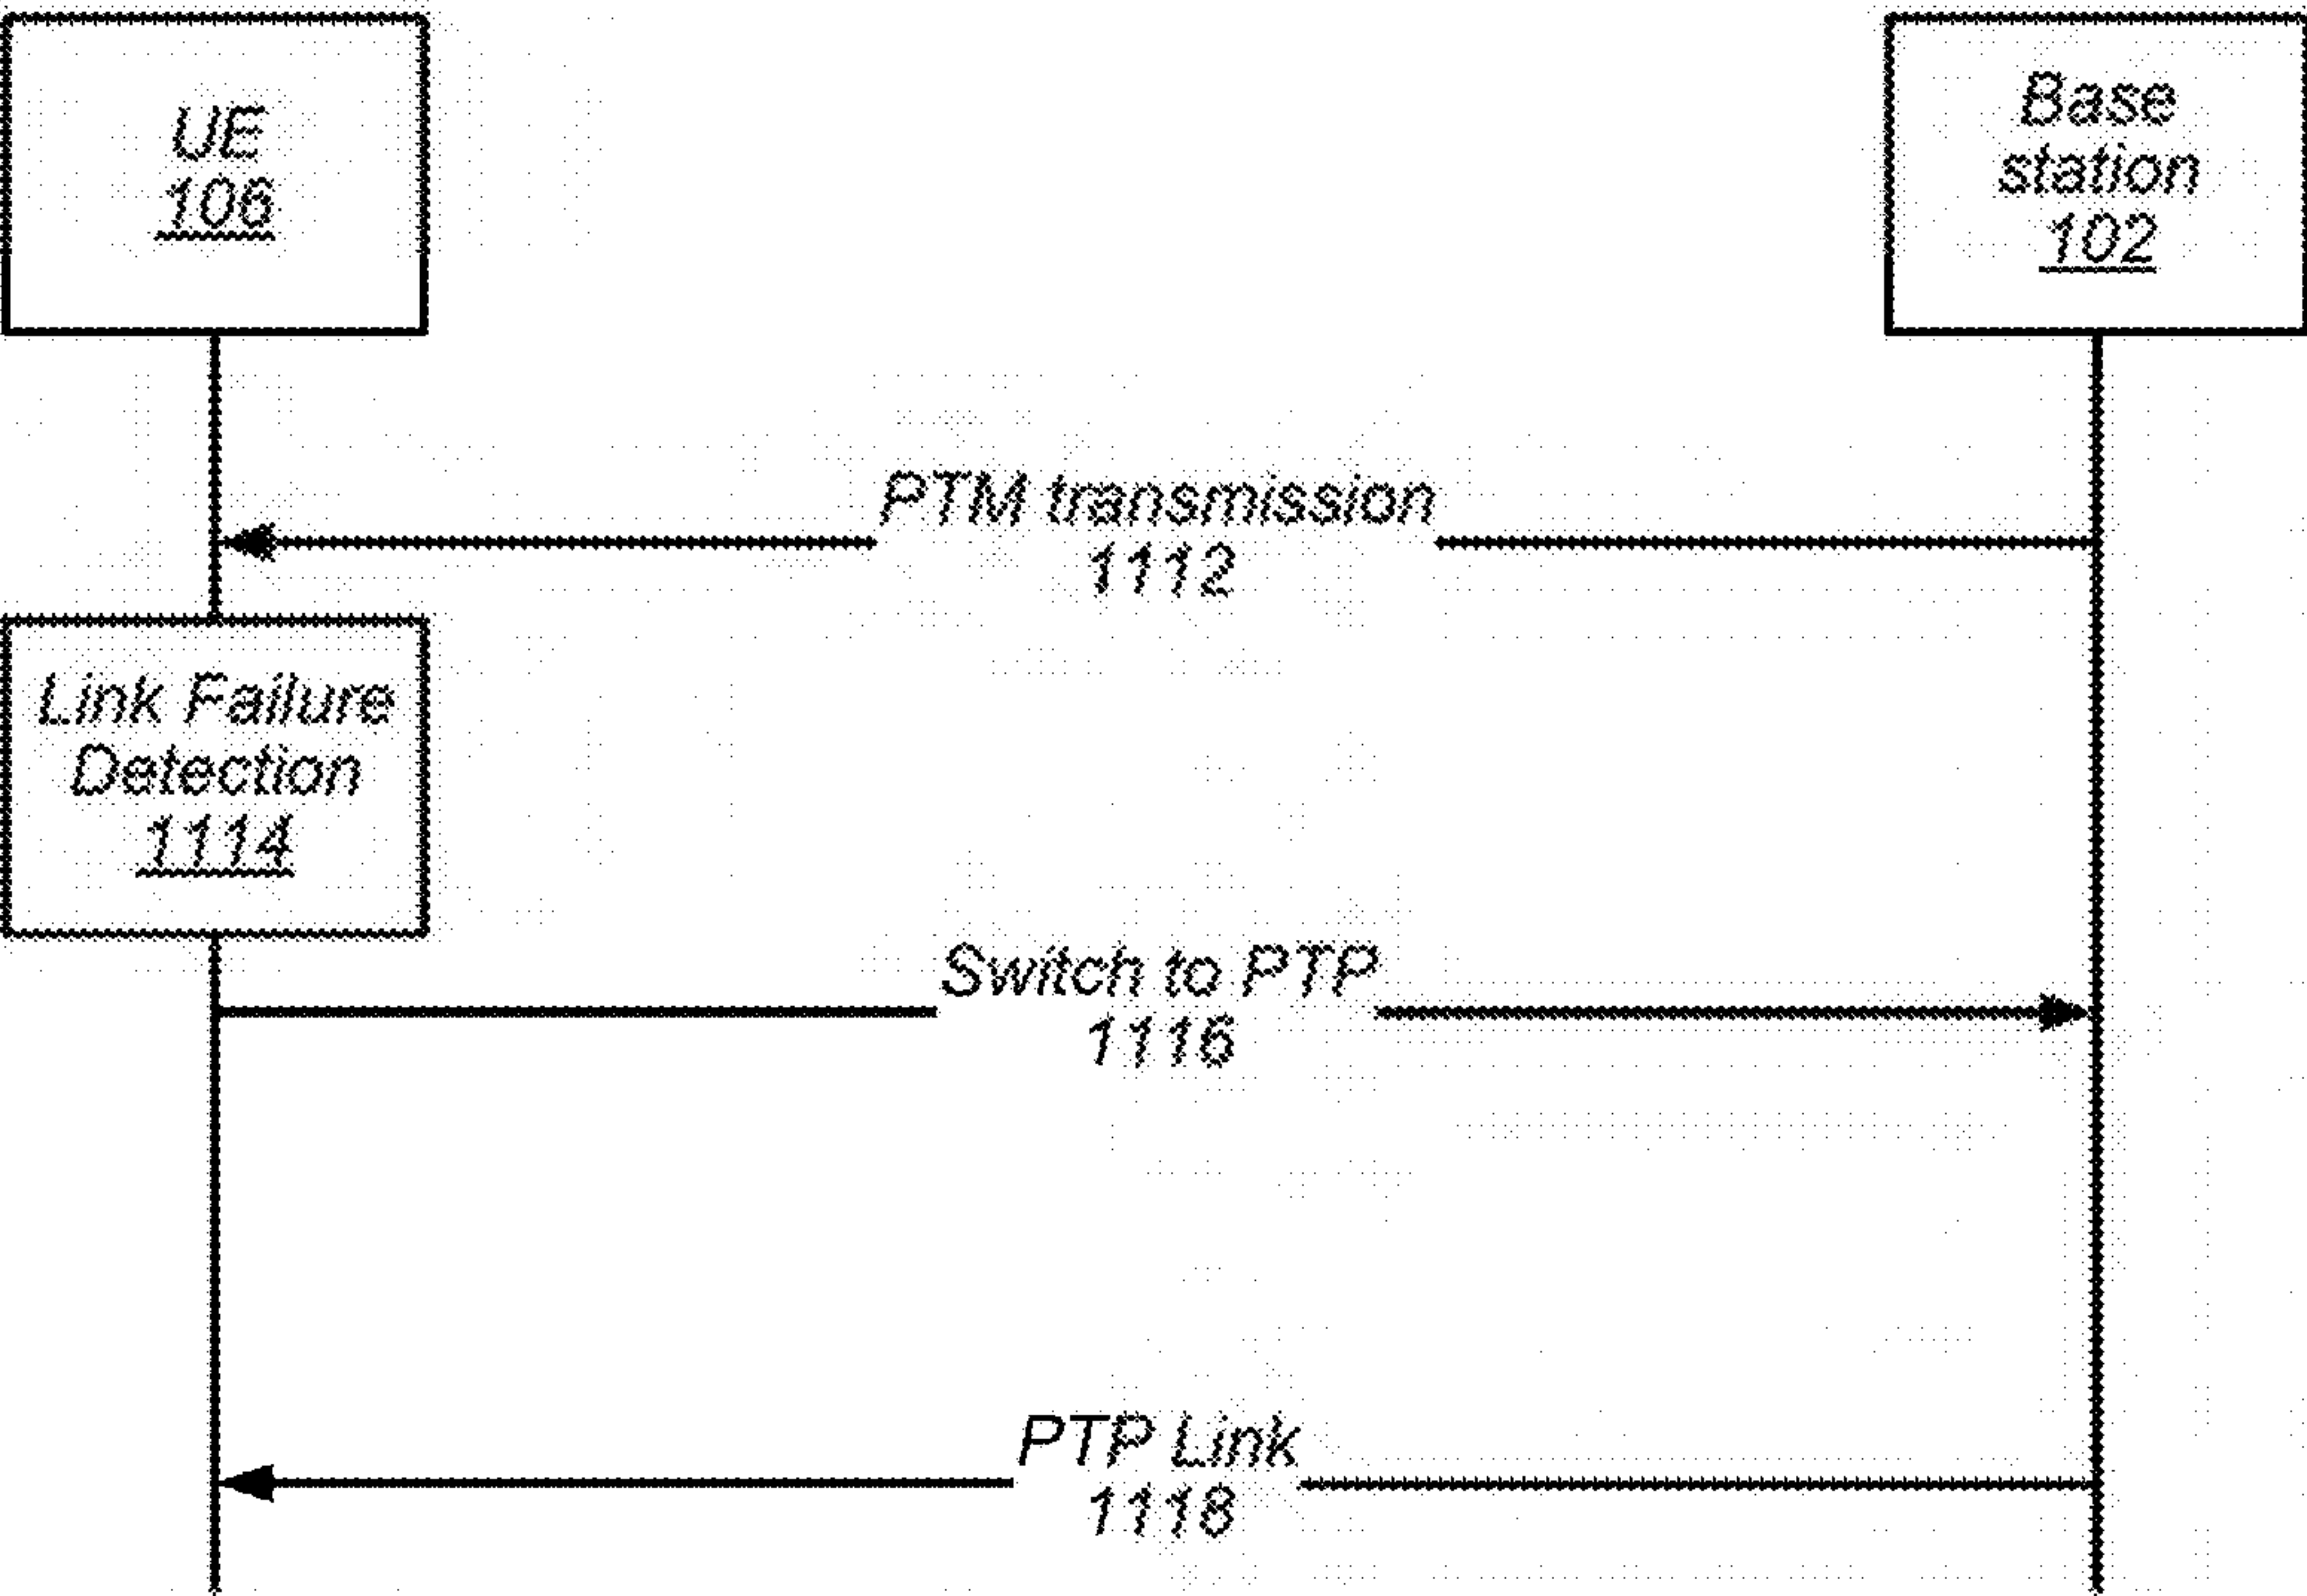 UE
106
Base
station
102
PTM transmission
1112
Link Failure
Detection
1114
Switch to PTP
1116
PTP Link
1118